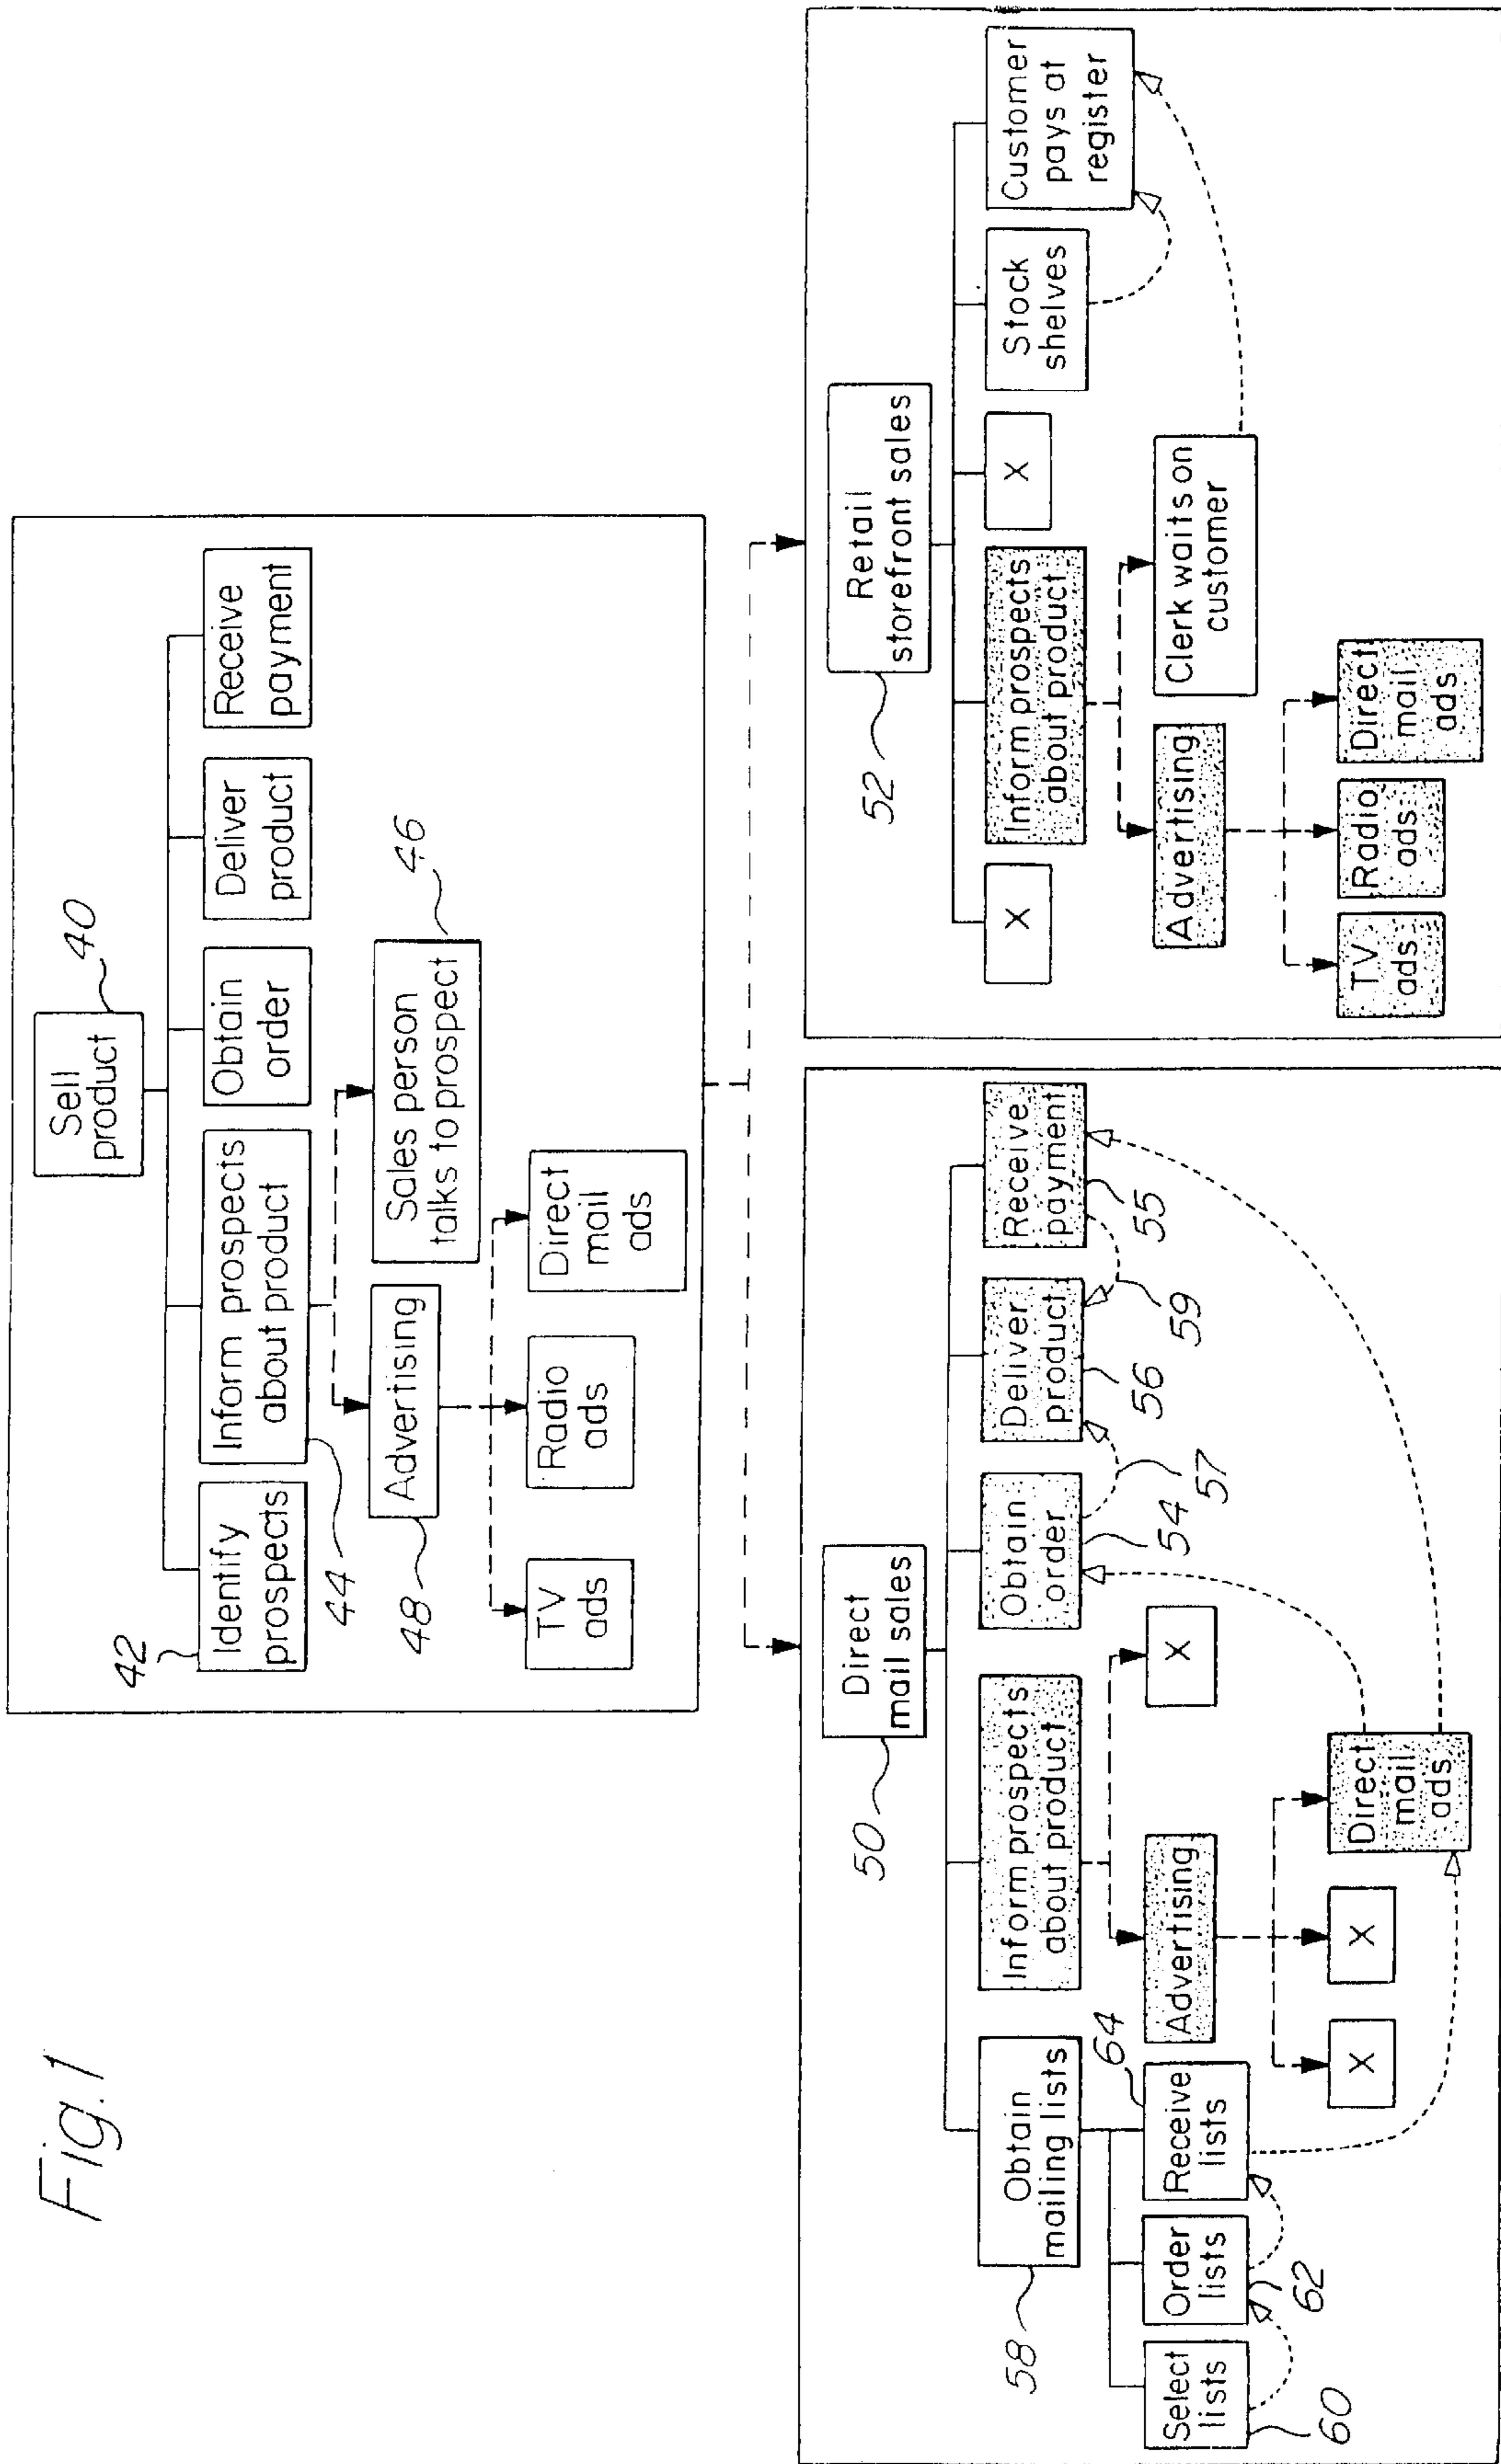 Fig.1
Sell
product
40
Identify
prospects
42
Inform prospects
about product
44
Obtain
order
Deliver
product
Receive
payment
Advertising
48
Sales person
talks to prospect
46
TV
ads
Radio
ads
Direct
mail
ads
Direct
mail sales
50
Obtain
mailing lists
58
Inform prospects
about product
Obtain
order
54
57
Deliver
product
56
59
Receive
payment
55
Select
lists
60
Order
lists
62
Receive
lists
64
Advertising
X
X
X
Direct
mail
ads
Retail
storefront sales
52
X
Inform prospects
about product
X
Stock
shelves
Customer
pays at
register
Advertising
Clerk waits on
customer
TV
ads
Radio
ads
Direct
mail
ads